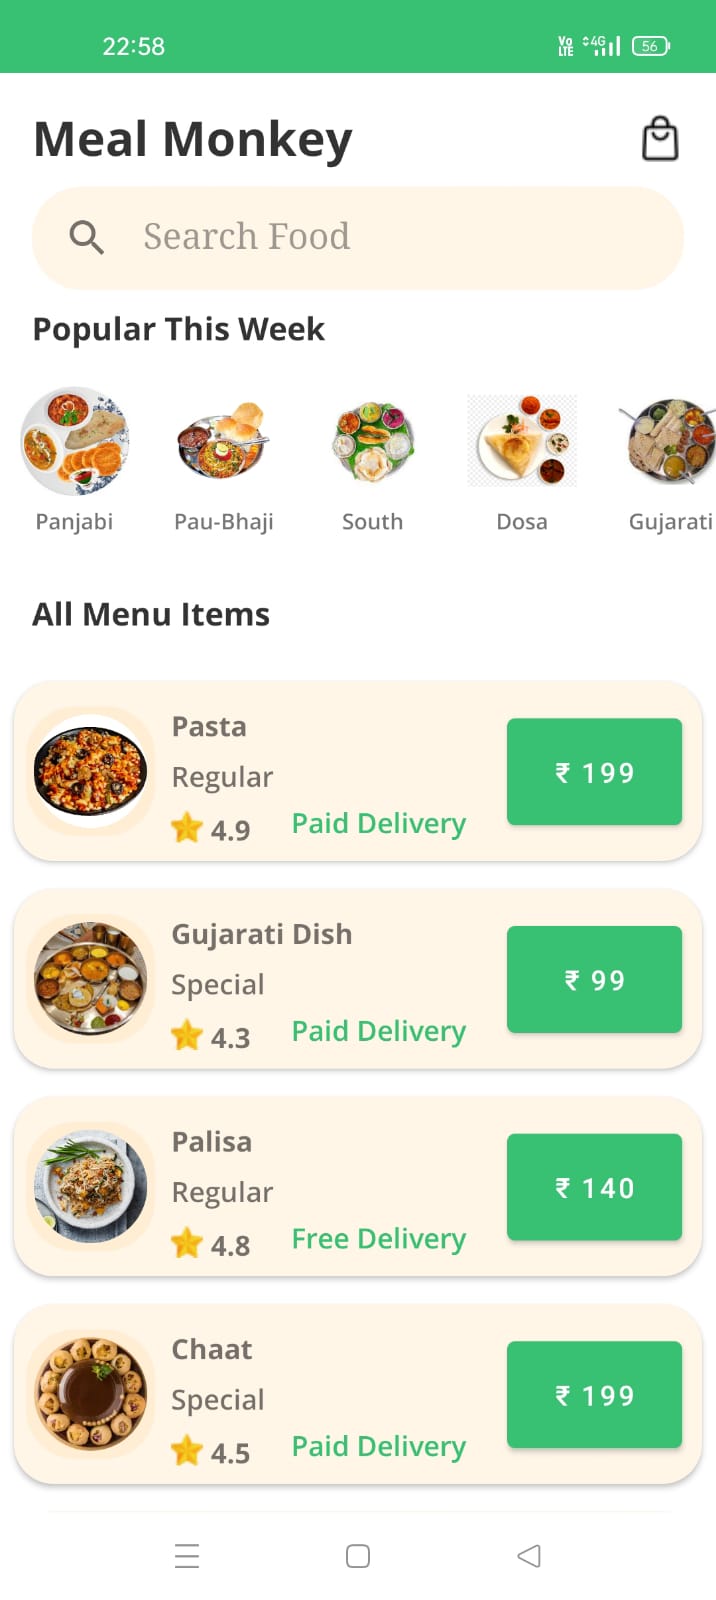 22:58 Vo LTE 4G 56
Meal Monkey
Search Food
Popular This Week
Panjabi Pau-Bhaji South Dosa Gujarati
All Menu Items
Pasta
Regular
4.9 Paid Delivery
₹ 199
Gujarati Dish
Special
4.3 Paid Delivery
₹ 99
Palisa
Regular
4.8 Free Delivery
₹ 140
Chaat
Special
4.5 Paid Delivery
₹ 199